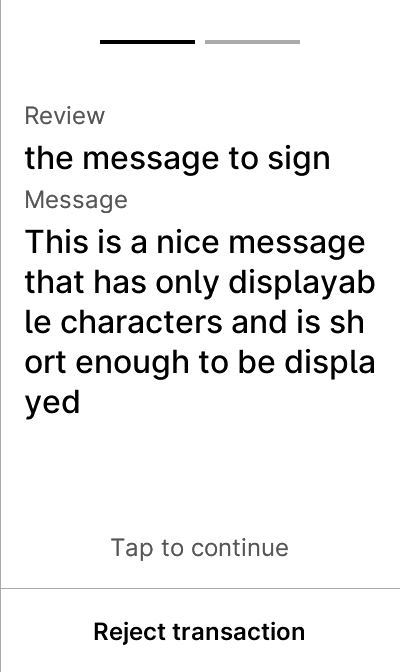 Review
the message to sign
Message
This is a nice message
that has only displayab
le characters and is sh
ort enough to be displa
yed
Tap to continue
Reject transaction